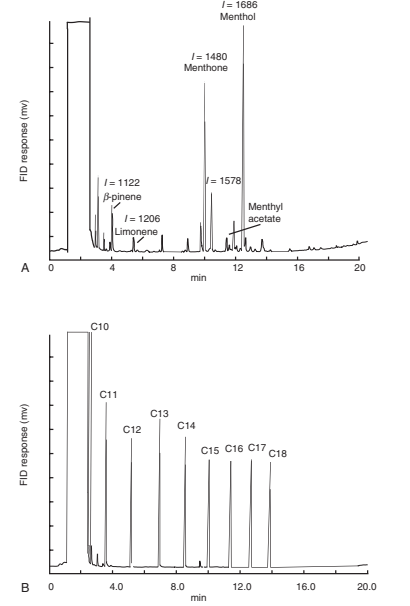 I = 1686
Menthol
I = 1480
Menthone
I = 1122
β-pinene
I = 1578
I = 1206
Limonene
Menthyl
acetate
FID response (mv)
A
0 4 8 12 16 20
min
C10
C11
C12
C13
C14
C15
C16
C17
C18
FID response (mv)
B
0 4.0 8.0 12.0 16.0 20.0
min